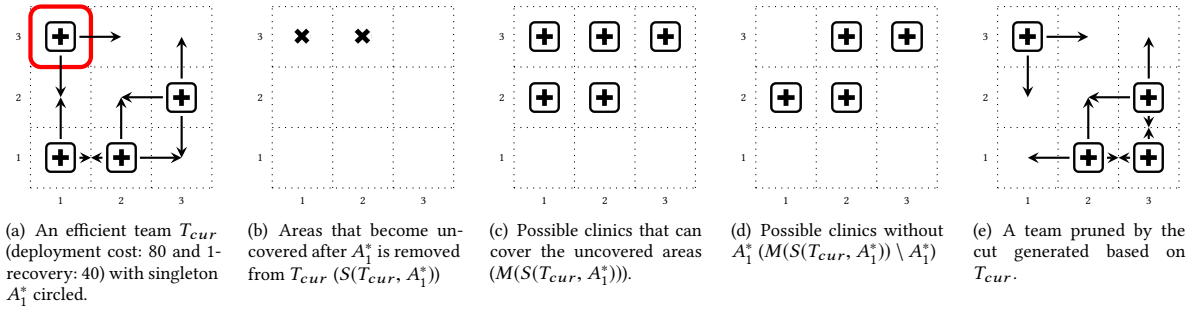 3
2
1
1 2 3
(a) An efficient team T_cur
(deployment cost: 80 and 1-
recovery: 40) with singleton
A*_1 circled.
3
2
1
1 2 3
(b) Areas that become un-
covered after A*_1 is removed
from T_cur (S(T_cur, A*_1))
3
2
1
1 2 3
(c) Possible clinics that can
cover the uncovered areas
(M(S(T_cur, A*_1))).
3
2
1
1 2 3
(d) Possible clinics without
A*_1 (M(S(T_cur, A*_1)) \ A*_1)
3
2
1
1 2 3
(e) A team pruned by the
cut generated based on
T_cur.